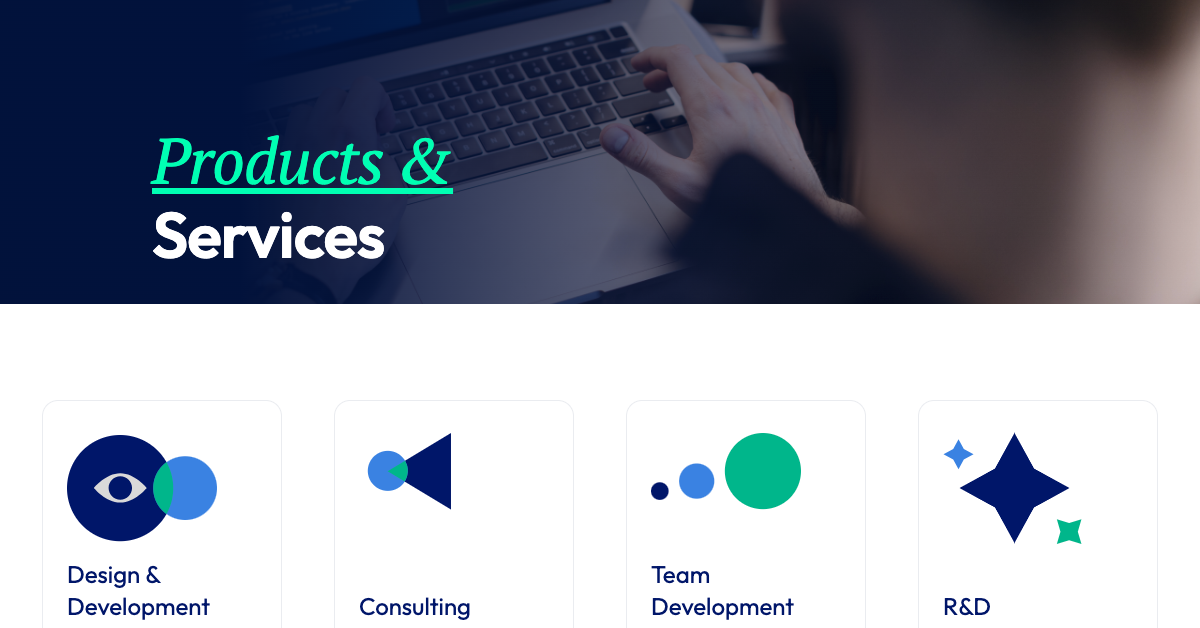 Products &
Services
Design &
Development
Consulting
Team
Development
R&D